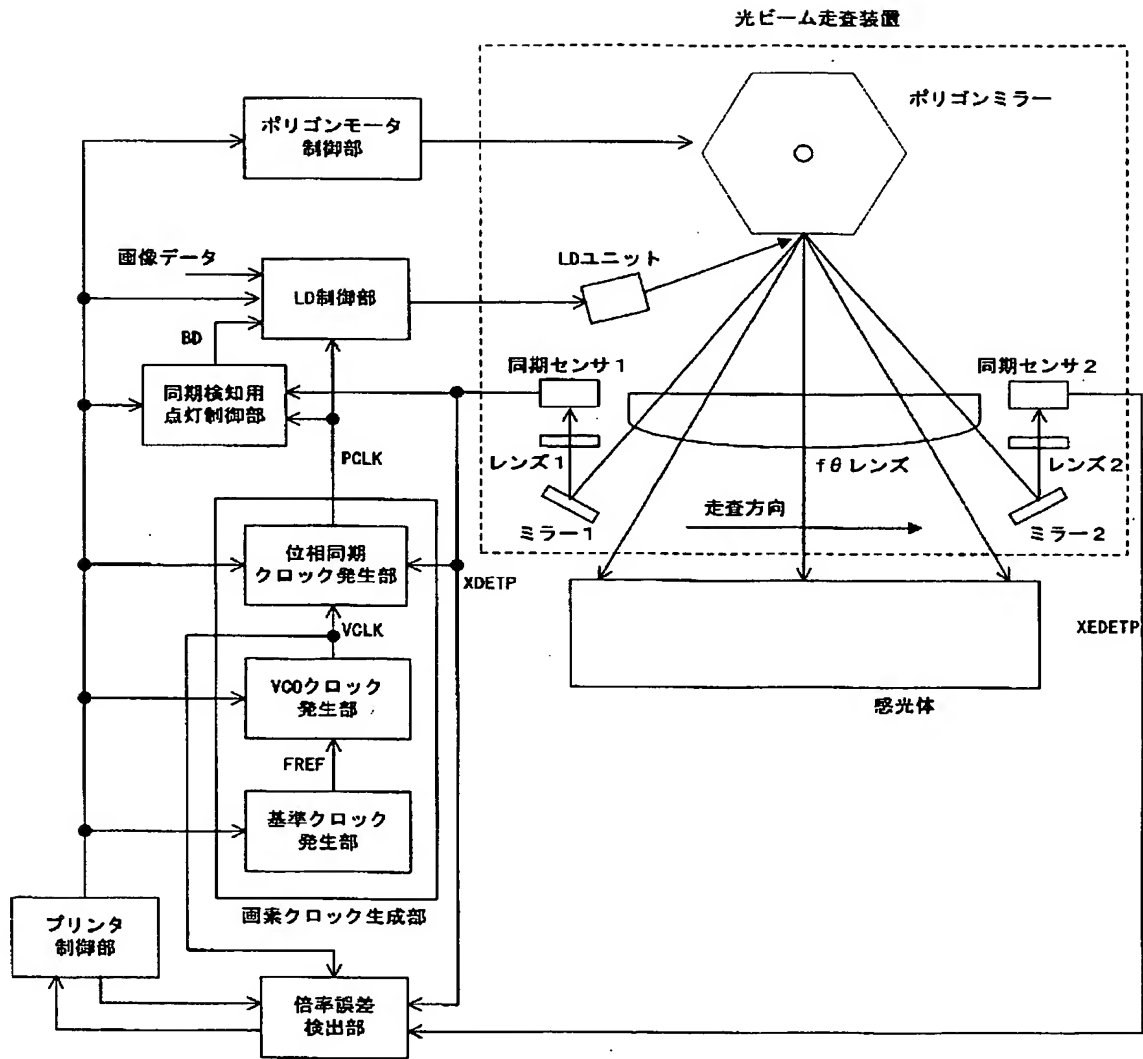 光ビーム走査装置
ポリゴンミラー
ポリゴンモータ
制御部
画像データ
LD制御部
LDユニット
BD
同期センサ1
同期センサ2
同期検知用
点灯制御部
PCLK
レンズ1
fθレンズ
レンズ2
走査方向
ミラー1
ミラー2
位相同期
クロック発生部
XDETP
VCLK
XEDETP
VCOクロック
発生部
感光体
FREF
基準クロック
発生部
画素クロック生成部
プリンタ
制御部
倍率誤差
検出部